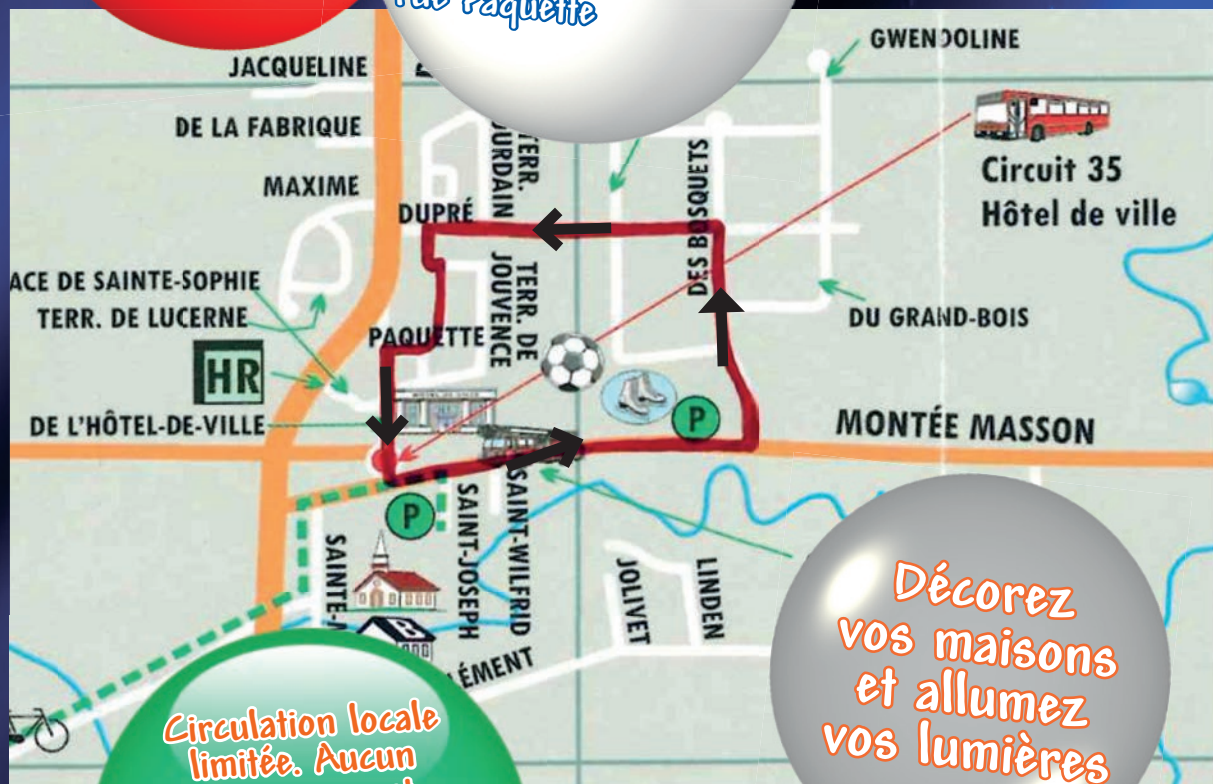 rue Paquette
GWENDOLINE
JACQUELINE
DE LA FABRIQUE
MAXIME
DUPRÉ
TERR.
DES BOSQUETS
Circuit 35
Hôtel de ville
ACE DE SAINTE-SOPHIE
TERR. DE LUCERNE
TERR. DE
JOUVENCE
PAQUETTE
DU GRAND-BOIS
HR
DE L'HÔTEL-DE-VILLE
P
MONTÉE MASSON
P
SAINTE-
SAINT-JOSEPH
SAINT-WILFRID
JOLIVET
LINDEN
B
LÉMENT
Décorez
vos maisons
et allumez
vos lumières
Circulation locale
limitée. Aucun